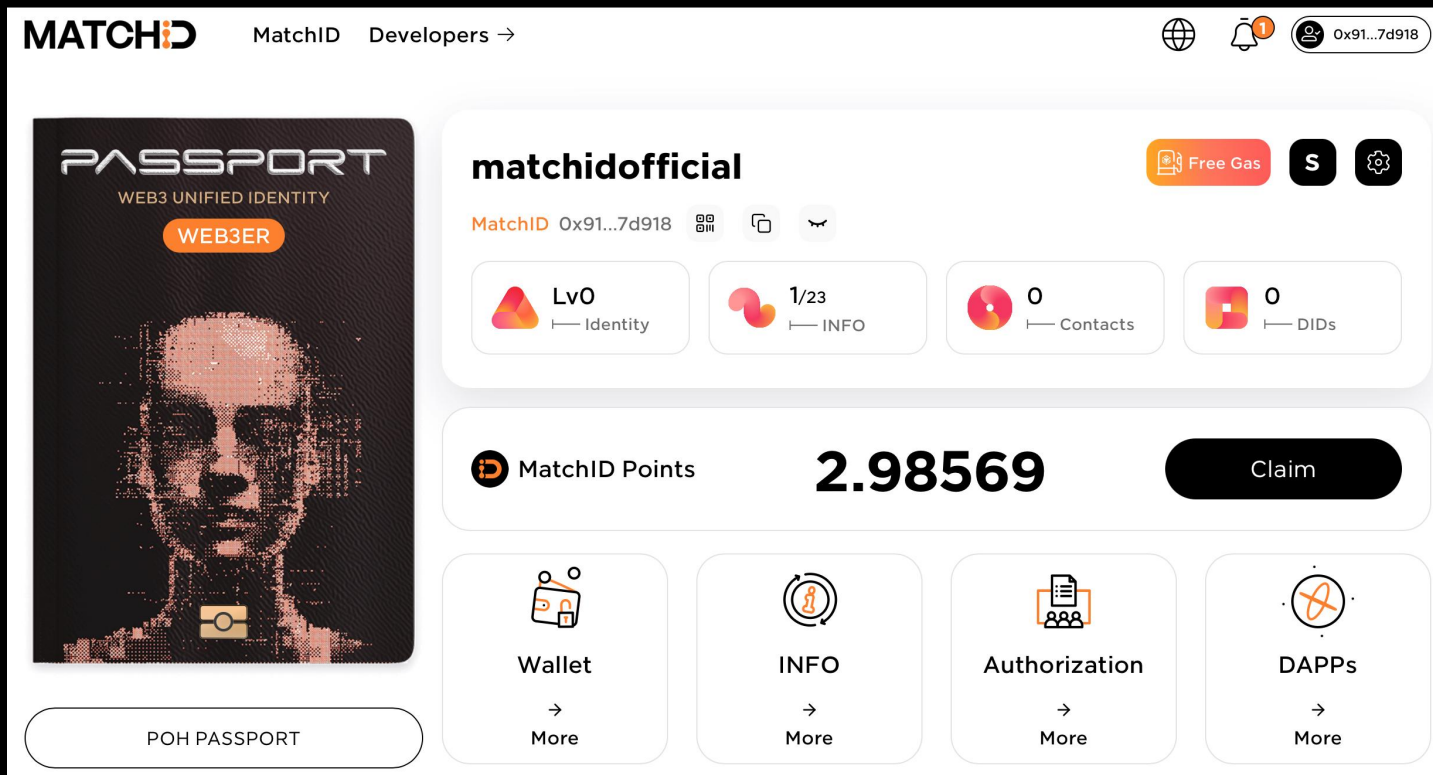 MATCHiD
MatchID
Developers →
1
0x91...7d918
PASSPORT
WEB3 UNIFIED IDENTITY
WEB3ER
POH PASSPORT
matchidofficial
Free Gas
S
MatchID 0x91...7d918
Lv0
Identity
1/23
INFO
0
Contacts
0
DIDs
MatchID Points
2.98569
Claim
Wallet
→
More
INFO
→
More
Authorization
→
More
DAPPs
→
More